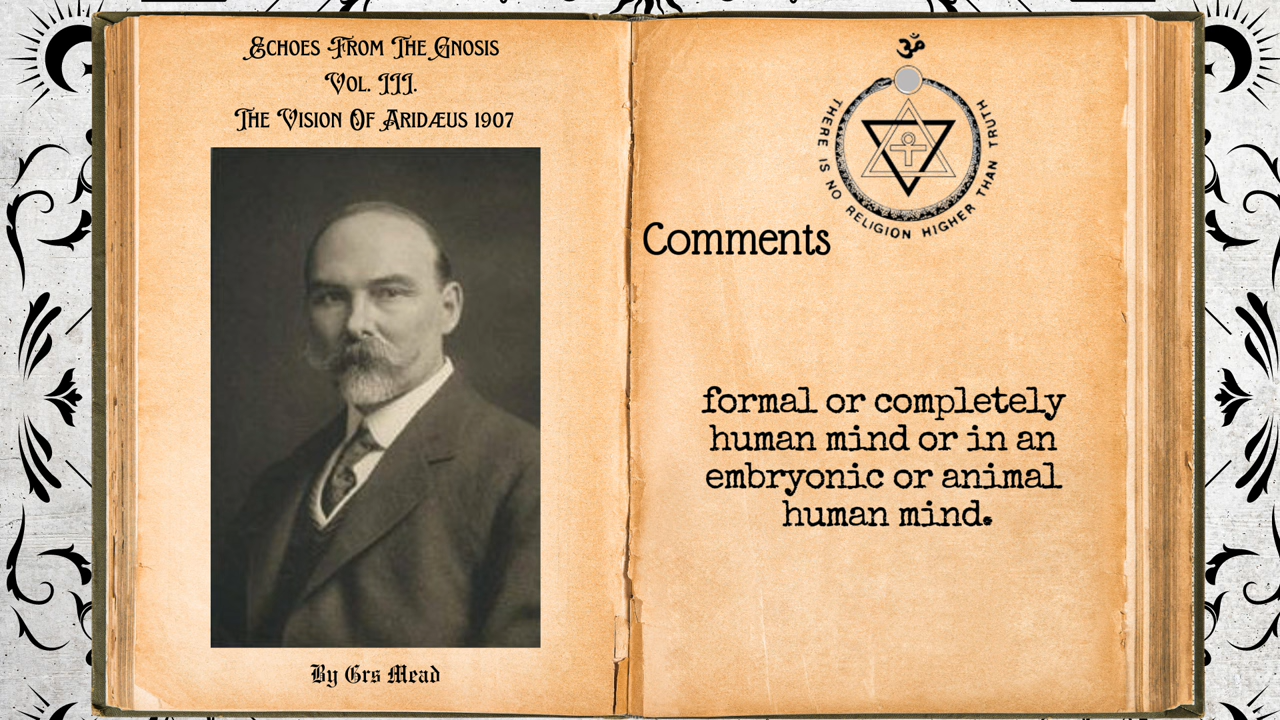 Echoes From The Gnosis
Vol. III.
The Vision Of Aridæus 1907
By Grs Mead
ॐ
THERE IS NO RELIGION HIGHER THAN TRUTH
Comments
formal or completely
human mind or in an
embryonic or animal
human mind.